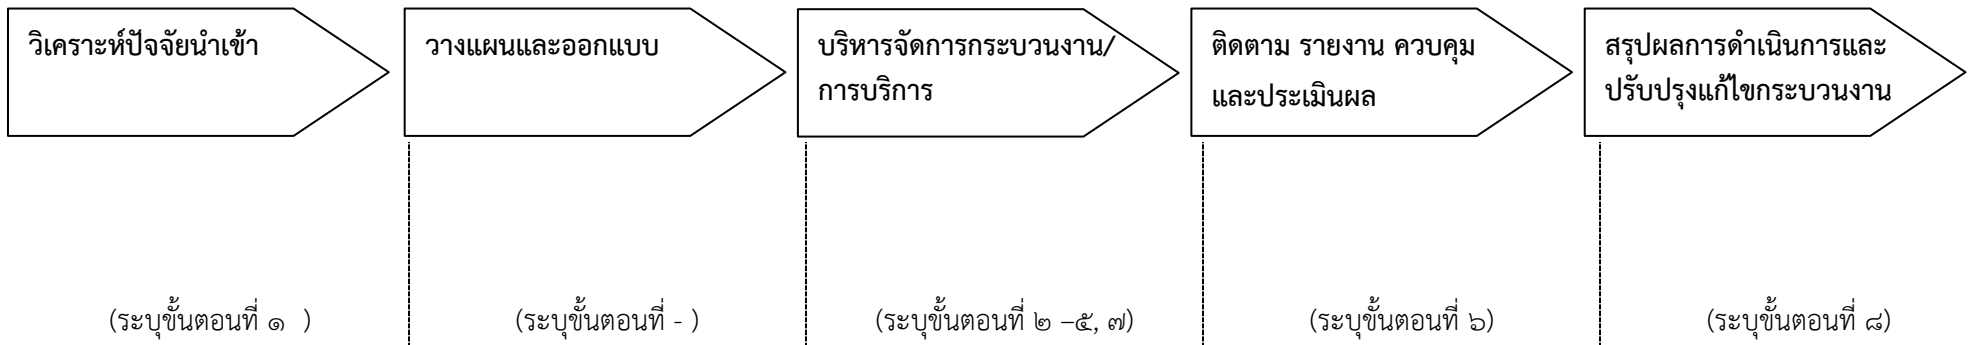 วิเคราะห์ปัจจัยนำเข้า
วางแผนและออกแบบ
บริหารจัดการกระบวนงาน/
การบริการ
ติดตาม รายงาน ควบคุม
และประเมินผล
สรุปผลการดำเนินการและ
ปรับปรุงแก้ไขกระบวนงาน
(ระบุขั้นตอนที่ ๑ )
(ระบุขั้นตอนที่ - )
(ระบุขั้นตอนที่ ๒ –๕, ๗)
(ระบุขั้นตอนที่ ๖)
(ระบุขั้นตอนที่ ๘)